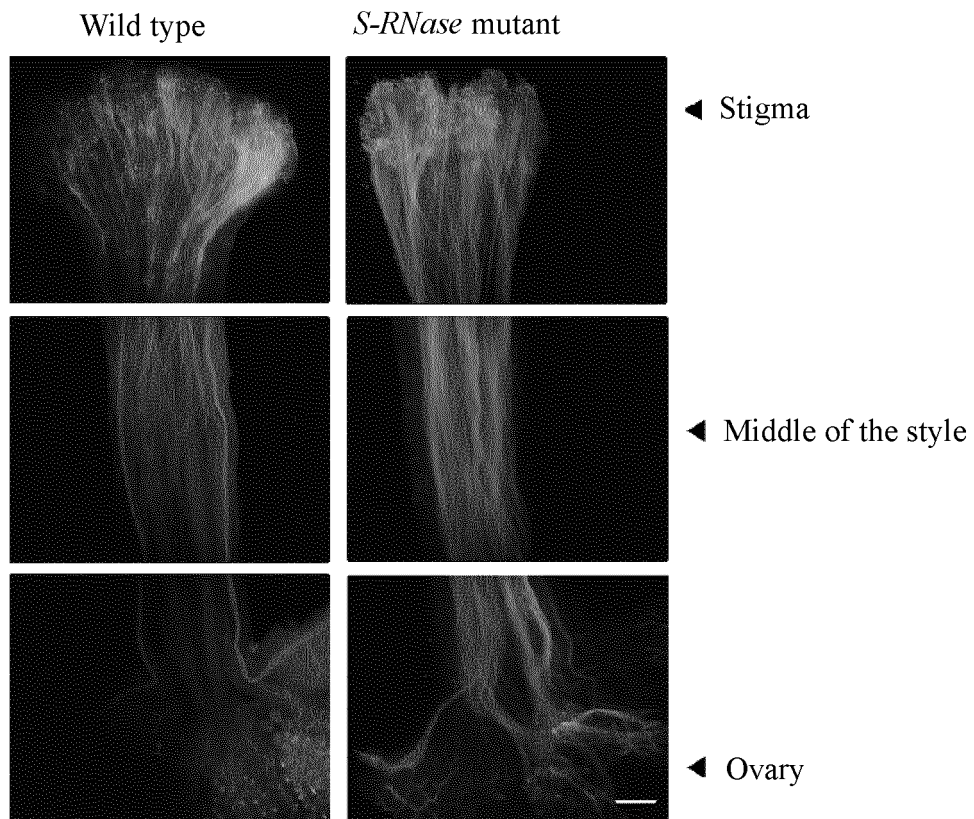 Wild type
S-RNase mutant
Stigma
Middle of the style
Ovary